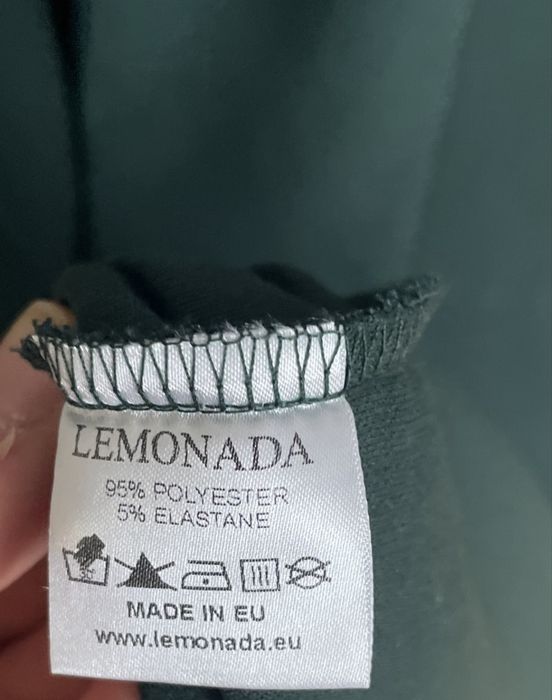 LEMONADA
95% POLYESTER
5% ELASTANE
MADE IN EU
www.lemonada.eu